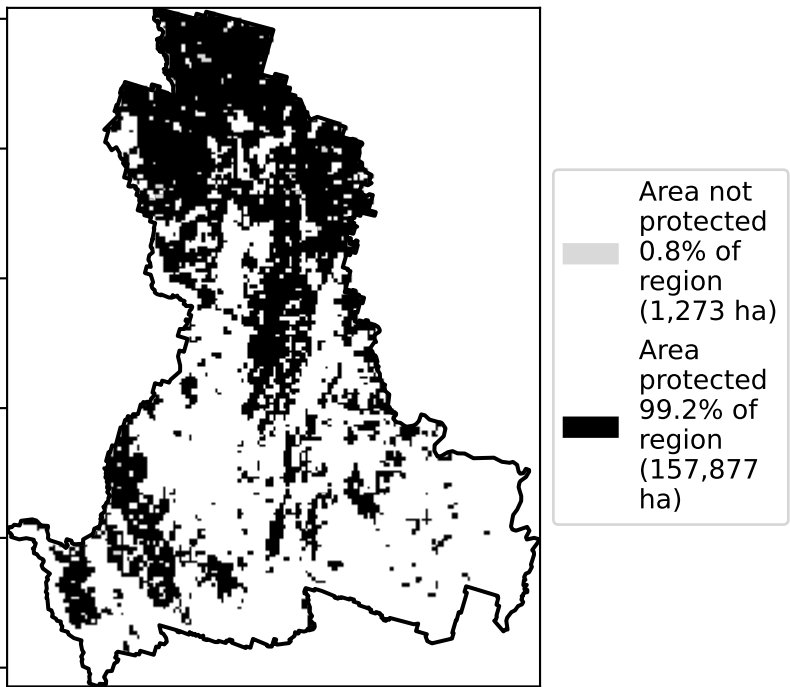 Area not
protected
0.8% of
region
(1,273 ha)
Area
protected
99.2% of
region
(157,877
ha)